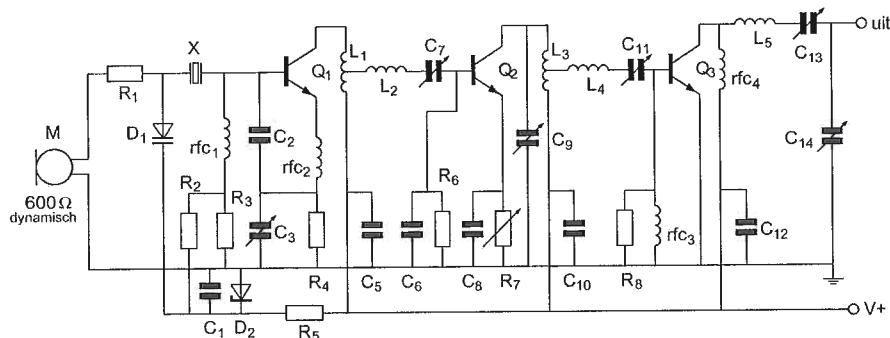 M
600 Ω
dynamisch
R1
D1
X
rfc1
R2
R3
C1
D2
C2
C3
Q1
rfc2
R4
R5
L1
L2
C5
C7
C6
R6
Q2
C8
R7
C9
L3
L4
C10
C11
R8
rfc3
Q3
rfc4
L5
C12
C13
C14
uit
V+